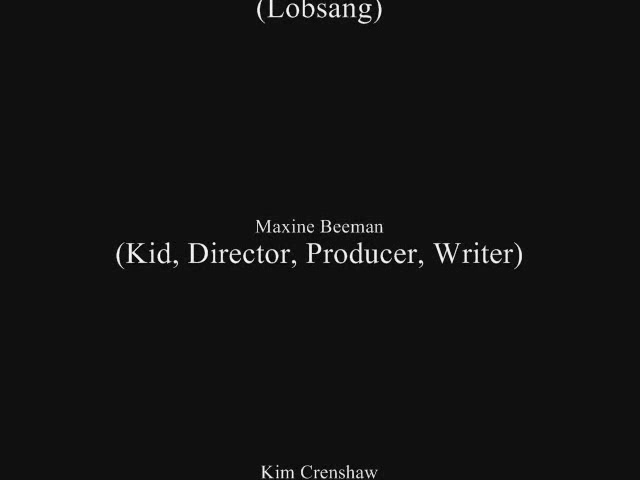 (Lobsang)
Maxine Beeman
(Kid, Director, Producer, Writer)
Kim Crenshaw